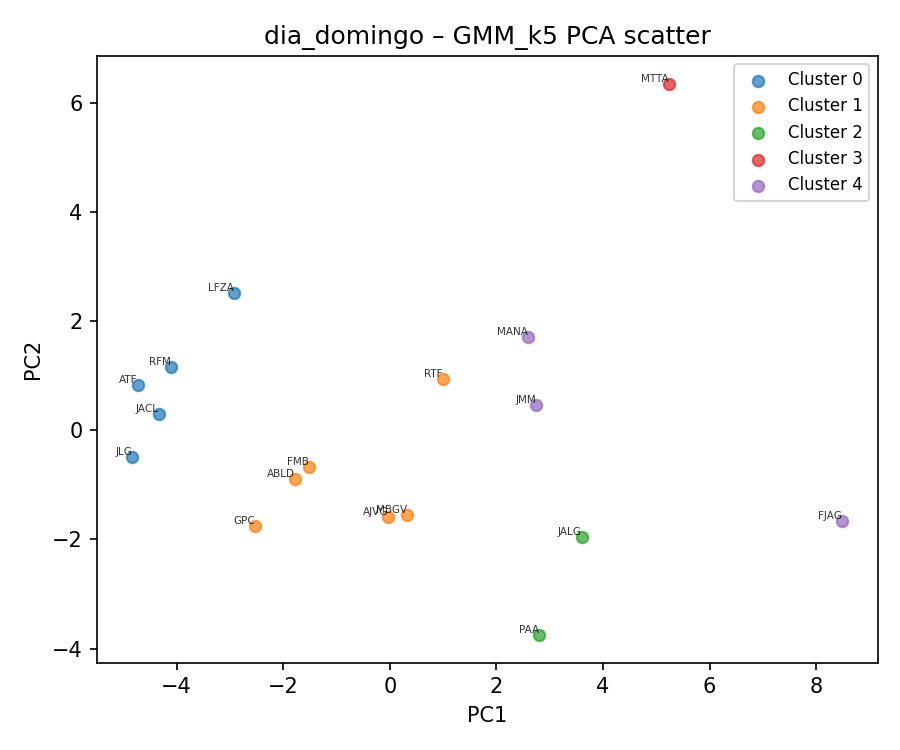 dia_domingo – GMM_k5 PCA scatter
MTTA
Cluster 0
Cluster 1
Cluster 2
Cluster 3
Cluster 4
6
4
2
0
−2
−4
PC2
LFZA
MANA
RFM
RTF
ATF
JMM
JACL
JLG
FMB
ABLD
AJVG
MBGV
GPC
FJAG
JALG
PAA
−4
−2
0
2
4
6
8
PC1